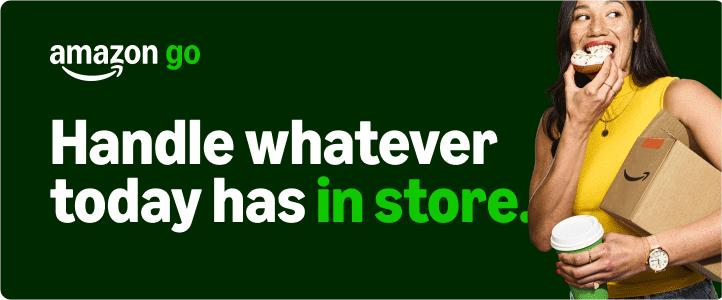 amazon go
Handle whatever
today has in store.